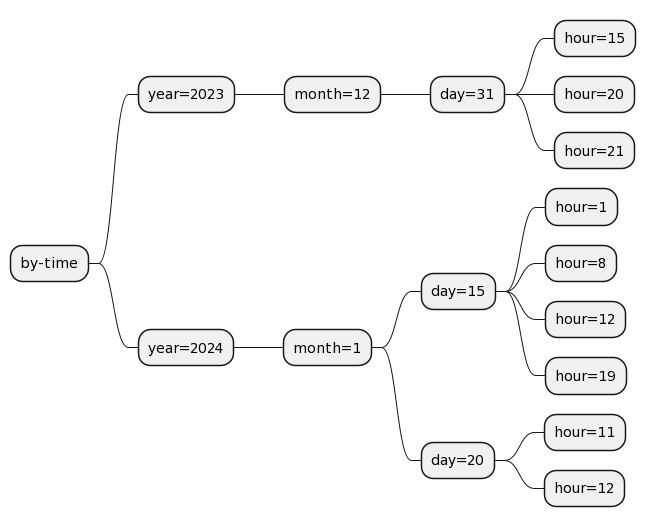 by-time
year=2023
month=12
day=31
hour=15
hour=20
hour=21
year=2024
month=1
day=15
hour=1
hour=8
hour=12
hour=19
day=20
hour=11
hour=12